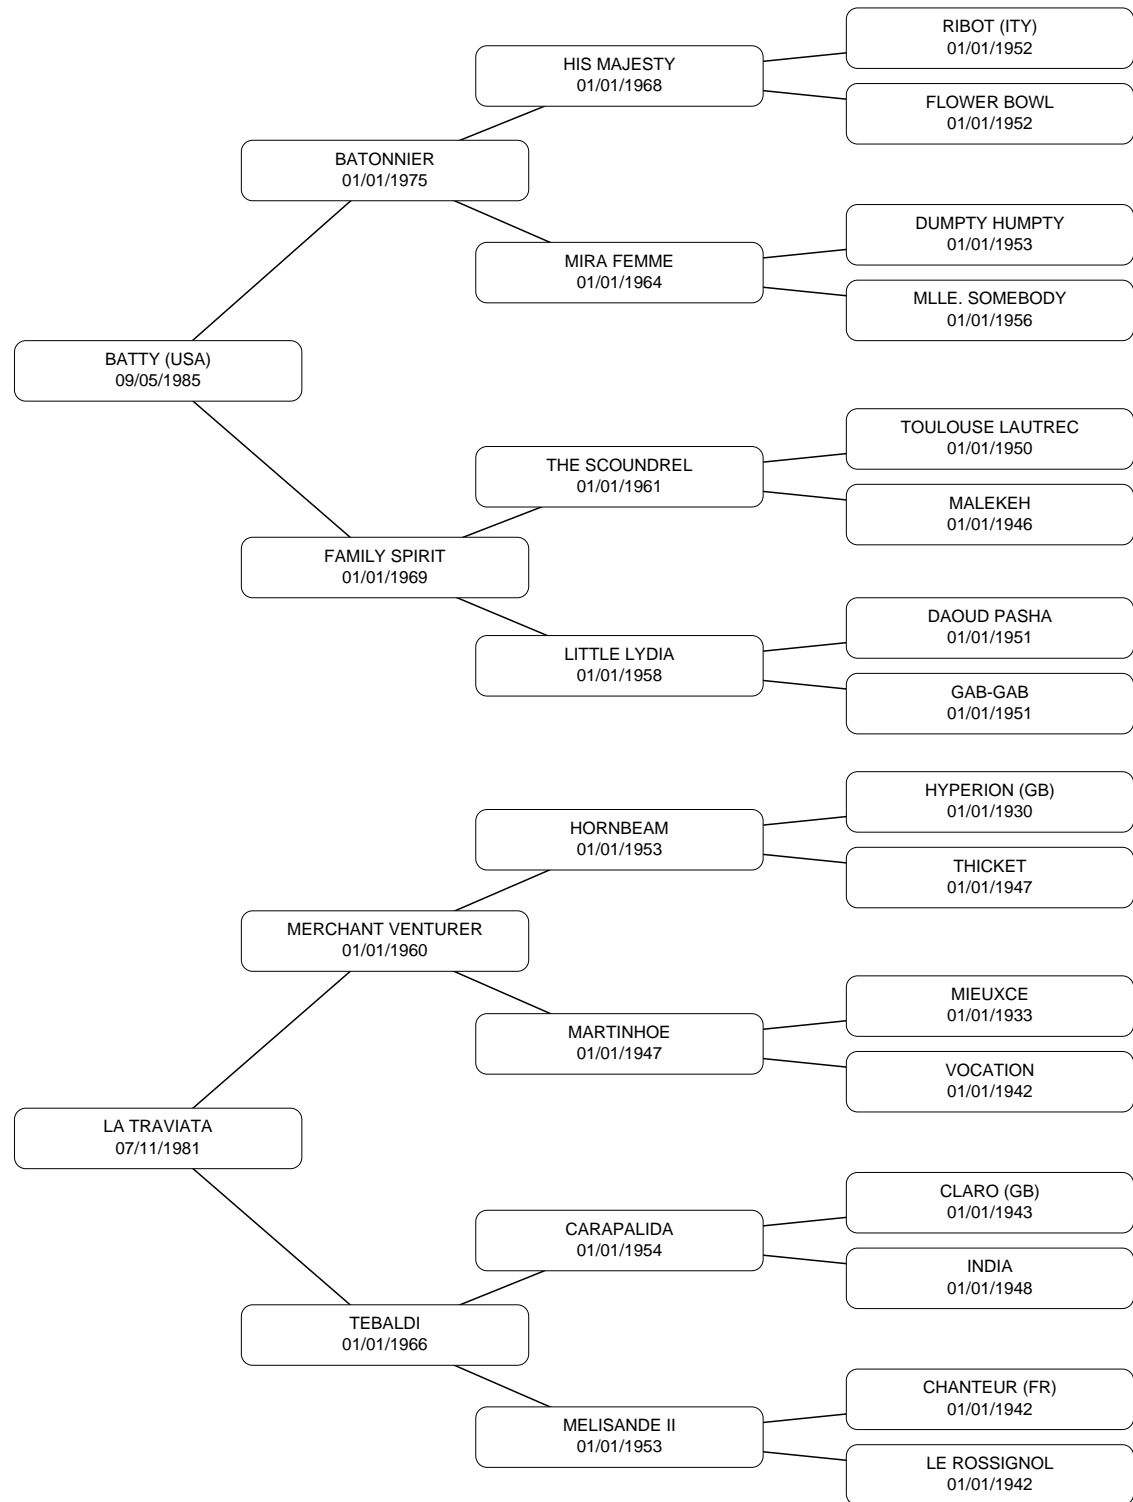 RIBOT (ITY)
01/01/1952
HIS MAJESTY
01/01/1968
FLOWER BOWL
01/01/1952
BATONNIER
01/01/1975
DUMPTY HUMPTY
01/01/1953
MIRA FEMME
01/01/1964
MLLE. SOMEBODY
01/01/1956
BATTY (USA)
09/05/1985
TOULOUSE LAUTREC
01/01/1950
THE SCOUNDREL
01/01/1961
MALEKEH
01/01/1946
FAMILY SPIRIT
01/01/1969
DAOUD PASHA
01/01/1951
LITTLE LYDIA
01/01/1958
GAB-GAB
01/01/1951
HYPERION (GB)
01/01/1930
HORNBEAM
01/01/1953
THICKET
01/01/1947
MERCHANT VENTURER
01/01/1960
MIEUXCE
01/01/1933
MARTINHOE
01/01/1947
VOCATION
01/01/1942
LA TRAVIATA
07/11/1981
CLARO (GB)
01/01/1943
CARAPALIDA
01/01/1954
INDIA
01/01/1948
TEBALDI
01/01/1966
CHANTEUR (FR)
01/01/1942
MELISANDE II
01/01/1953
LE ROSSIGNOL
01/01/1942